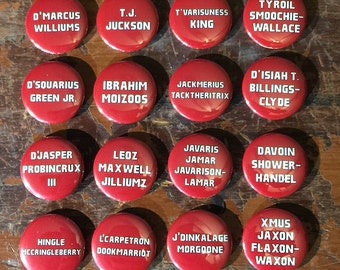 D'MARCUS
WILLIUMS
T.J.
JUCKSON
T'VARISUNESS
KING
TYROIL
SMOOCHIE-
WALLACE
D'SQUARIUS
GREEN JR.
IBRAHIM
MOIZOOS
JACKMERIUS
TACKTHERITRIX
D'ISIAH T.
BILLINGS-
CLYDE
D'JASPER
PROBINCRUX
III
LEOZ
MAXWELL
JILLIUMZ
JAVARIS
JAMAR
JAVARISON-
LAMAR
DAVOIN
SHOWER-
HANDEL
HINGLE
MCCRINGLEBERRY
L'CARPETRON
DOOKMARRIOT
J'DINKALAGE
MORGOONE
XMUS
JAXON
FLAXON-
WAXON